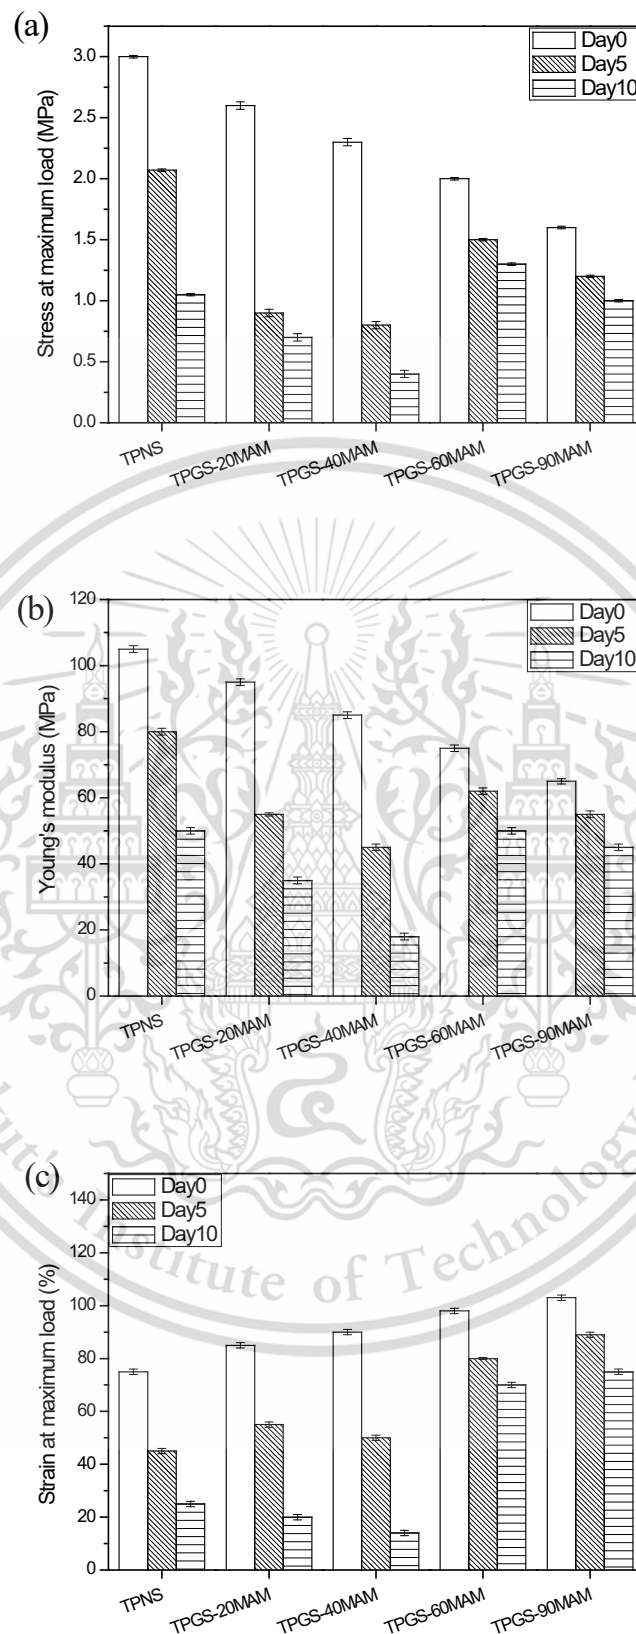 (a)
Day0
Day5
Day10
Stress at maximum load (MPa)
3.0
2.5
2.0
1.5
1.0
0.5
0.0
TPNS
TPGS-20MAM
TPGS-40MAM
TPGS-60MAM
TPGS-90MAM
(b)
Day0
Day5
Day10
Young's modulus (MPa)
120
100
80
60
40
20
0
TPNS
TPGS-20MAM
TPGS-40MAM
TPGS-60MAM
TPGS-90MAM
(c)
Day0
Day5
Day10
Strain at maximum load (%)
140
120
100
80
60
40
20
0
TPNS
TPGS-20MAM
TPGS-40MAM
TPGS-60MAM
TPGS-90MAM
Institute of Technology